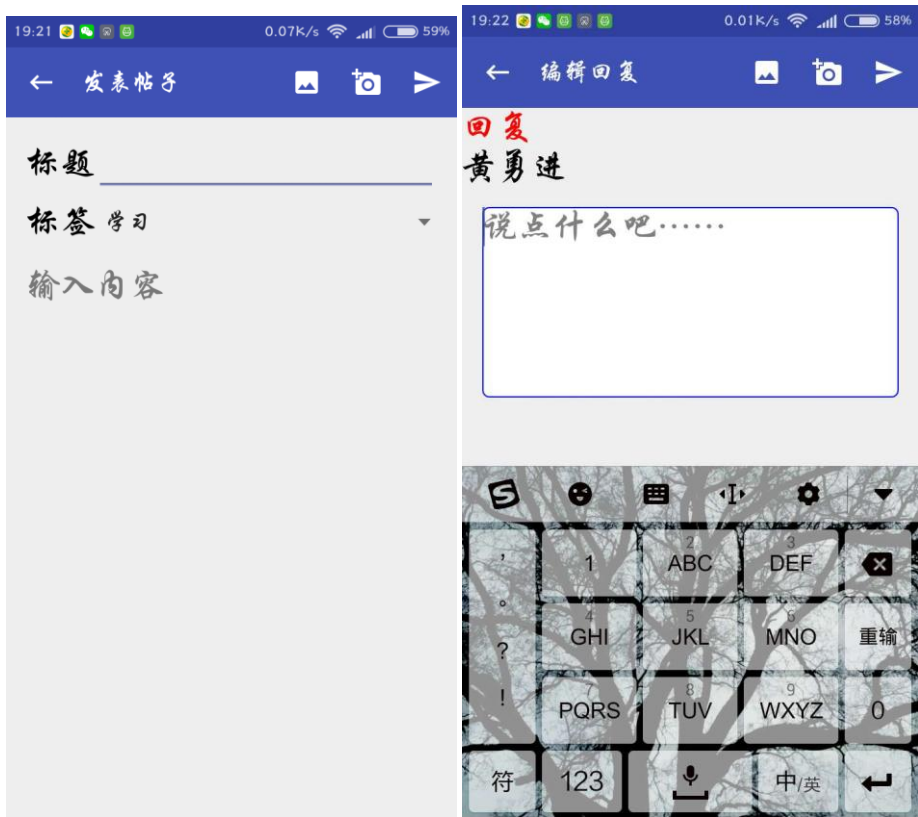 19:21 0.07K/s 59%
发表帖子
标题
标签 学习
输入内容
19:22 0.01K/s 58%
编辑回复
回复
黄勇进
说点什么吧……
, 1 2 ABC 3 DEF
。 4 GHI 5 JKL 6 MNO 重输
?
! 7 PQRS 8 TUV 9 WXYZ 0
符 123 中/英